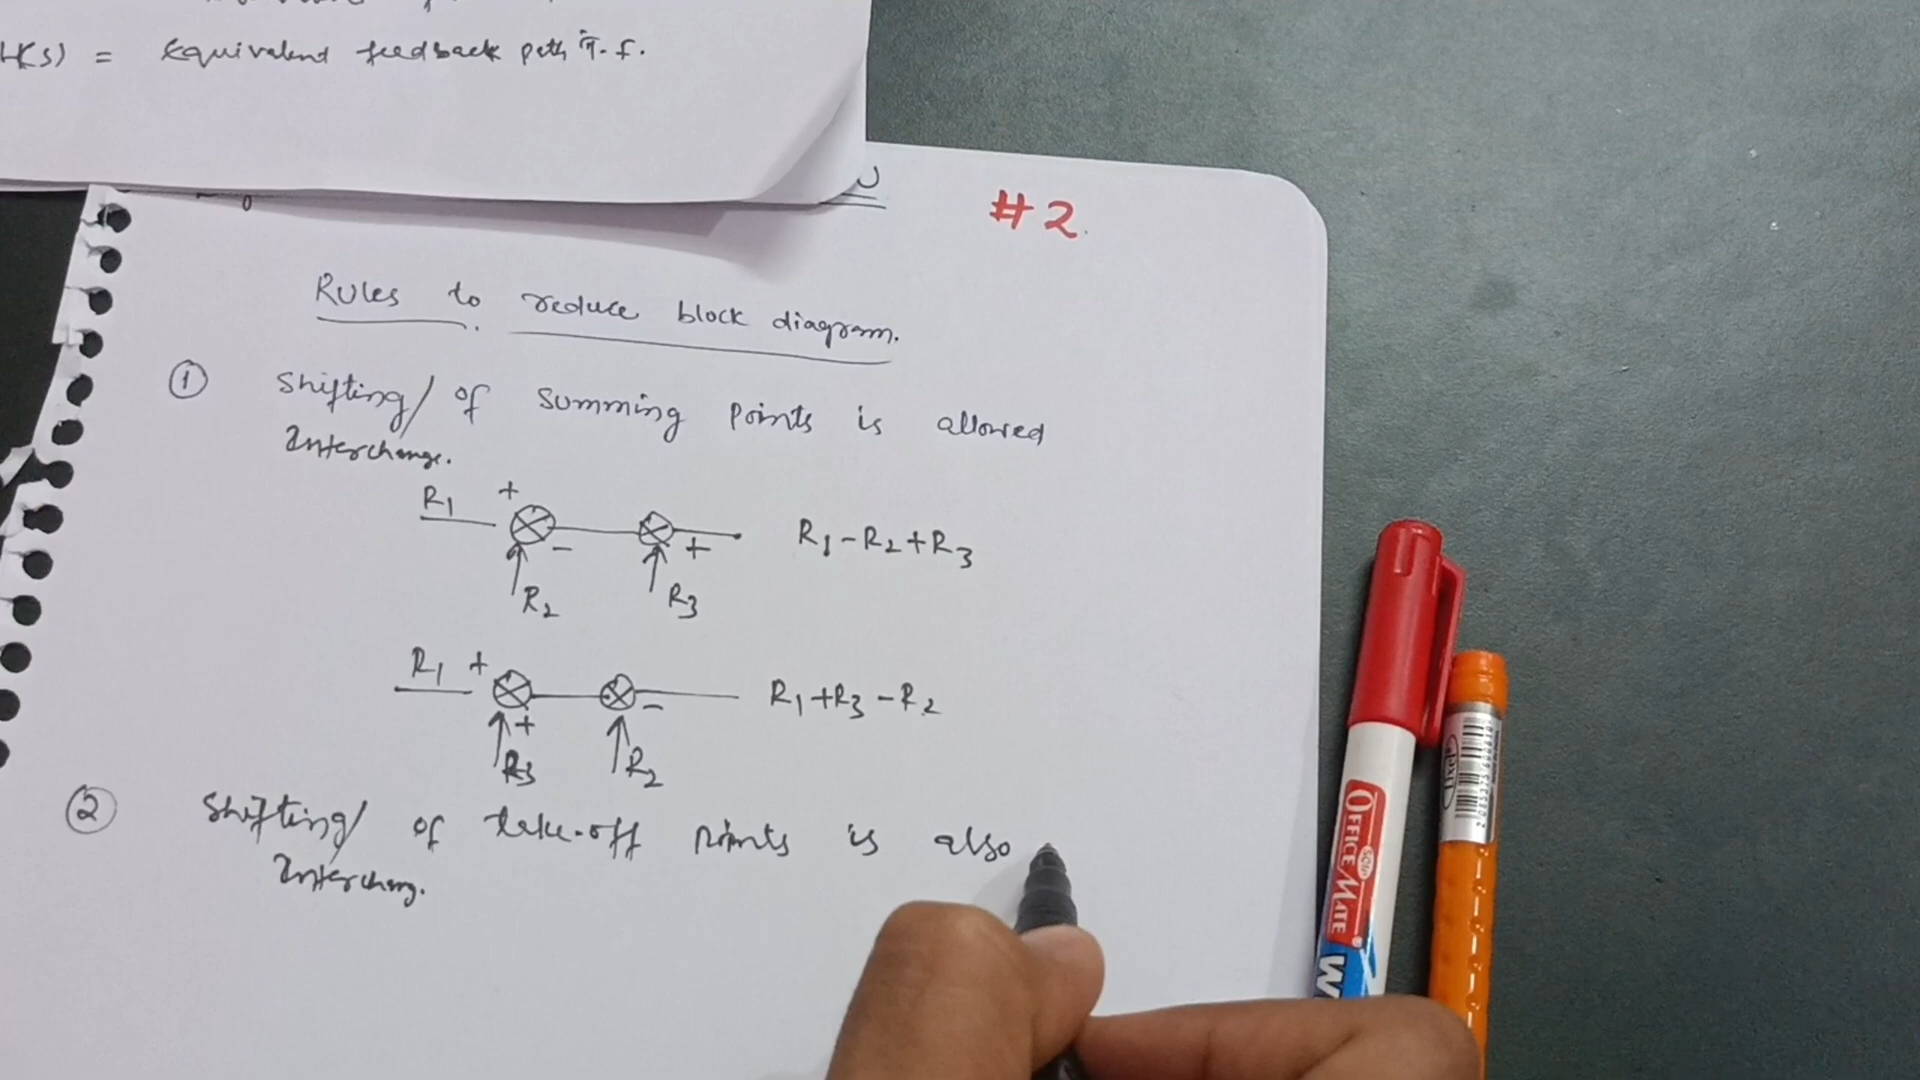 H(s) = Equivalent feedback path T.f.
#2.
Rules to reduce block diagram.
① Shifting/ of summing points is allowed
Interchange.
R1 + - + R1-R2+R3
R2 R3
R1 + - R1+R3-R2
+
R3 R2
② Shifting/ of take-off points is also
Interchang.
OFFICE MATE
SONI
W
Uxel